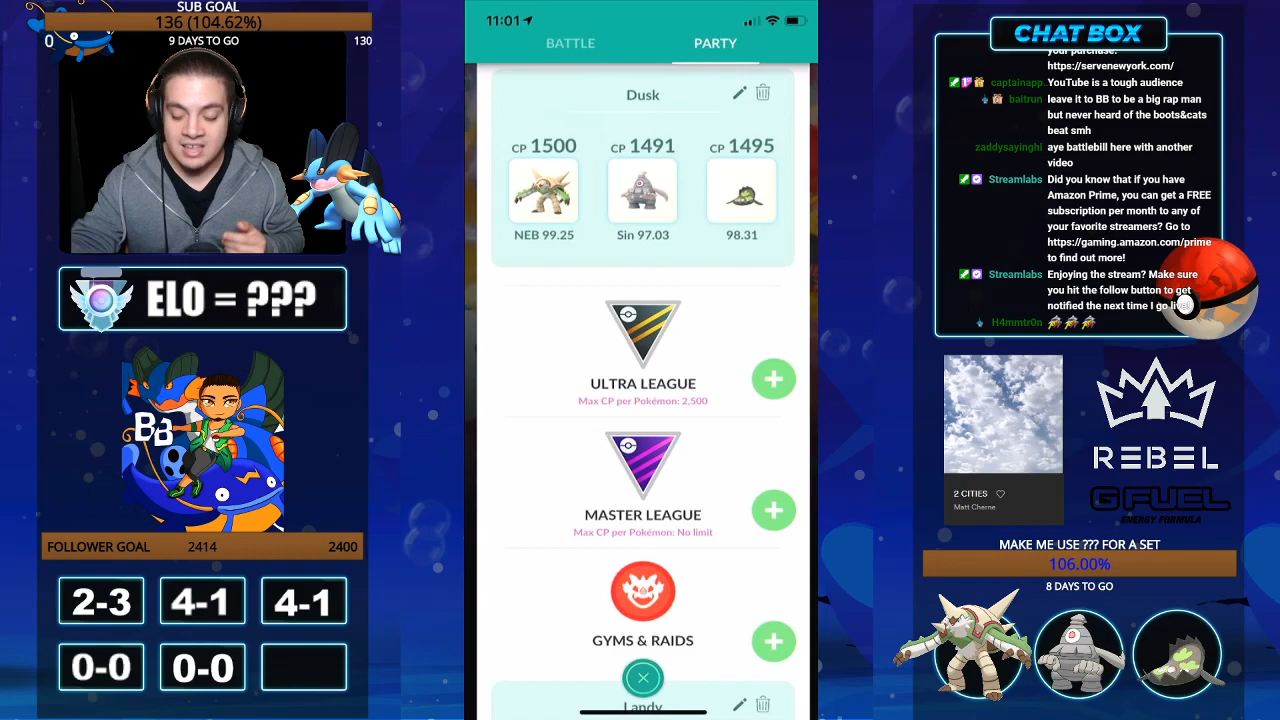 SUB GOAL
136 (104.62%)
0
9 DAYS TO GO
130
ELO = ???
BB
FOLLOWER GOAL
2414
2400
2-3
4-1
4-1
0-0
0-0
11:01
BATTLE
PARTY
Dusk
CP 1500
CP 1491
CP 1495
NEB 99.25
Sin 97.03
98.31
ULTRA LEAGUE
Max CP per Pokémon: 2,500
MASTER LEAGUE
Max CP per Pokémon: No limit
GYMS & RAIDS
Landy
CHAT BOX
your purchase.
https://servenewyork.com/
captainapp..
YouTube is a tough audience
baltrun
leave it to BB to be a big rap man
but never heard of the boots&cats
beat smh
zaddysayinghi
aye battlebill here with another
video
Streamlabs
Did you know that if you have
Amazon Prime, you can get a FREE
subscription per month to any of
your favorite streamers? Go to
https://gaming.amazon.com/prime
to find out more!
Streamlabs
Enjoying the stream? Make sure
you hit the follow button to get
notified the next time I go live!
H4mmtr0n
2 CITIES
Matt Cherne
REBEL
G FUEL
ENERGY FORMULA
MAKE ME USE ??? FOR A SET
106.00%
8 DAYS TO GO